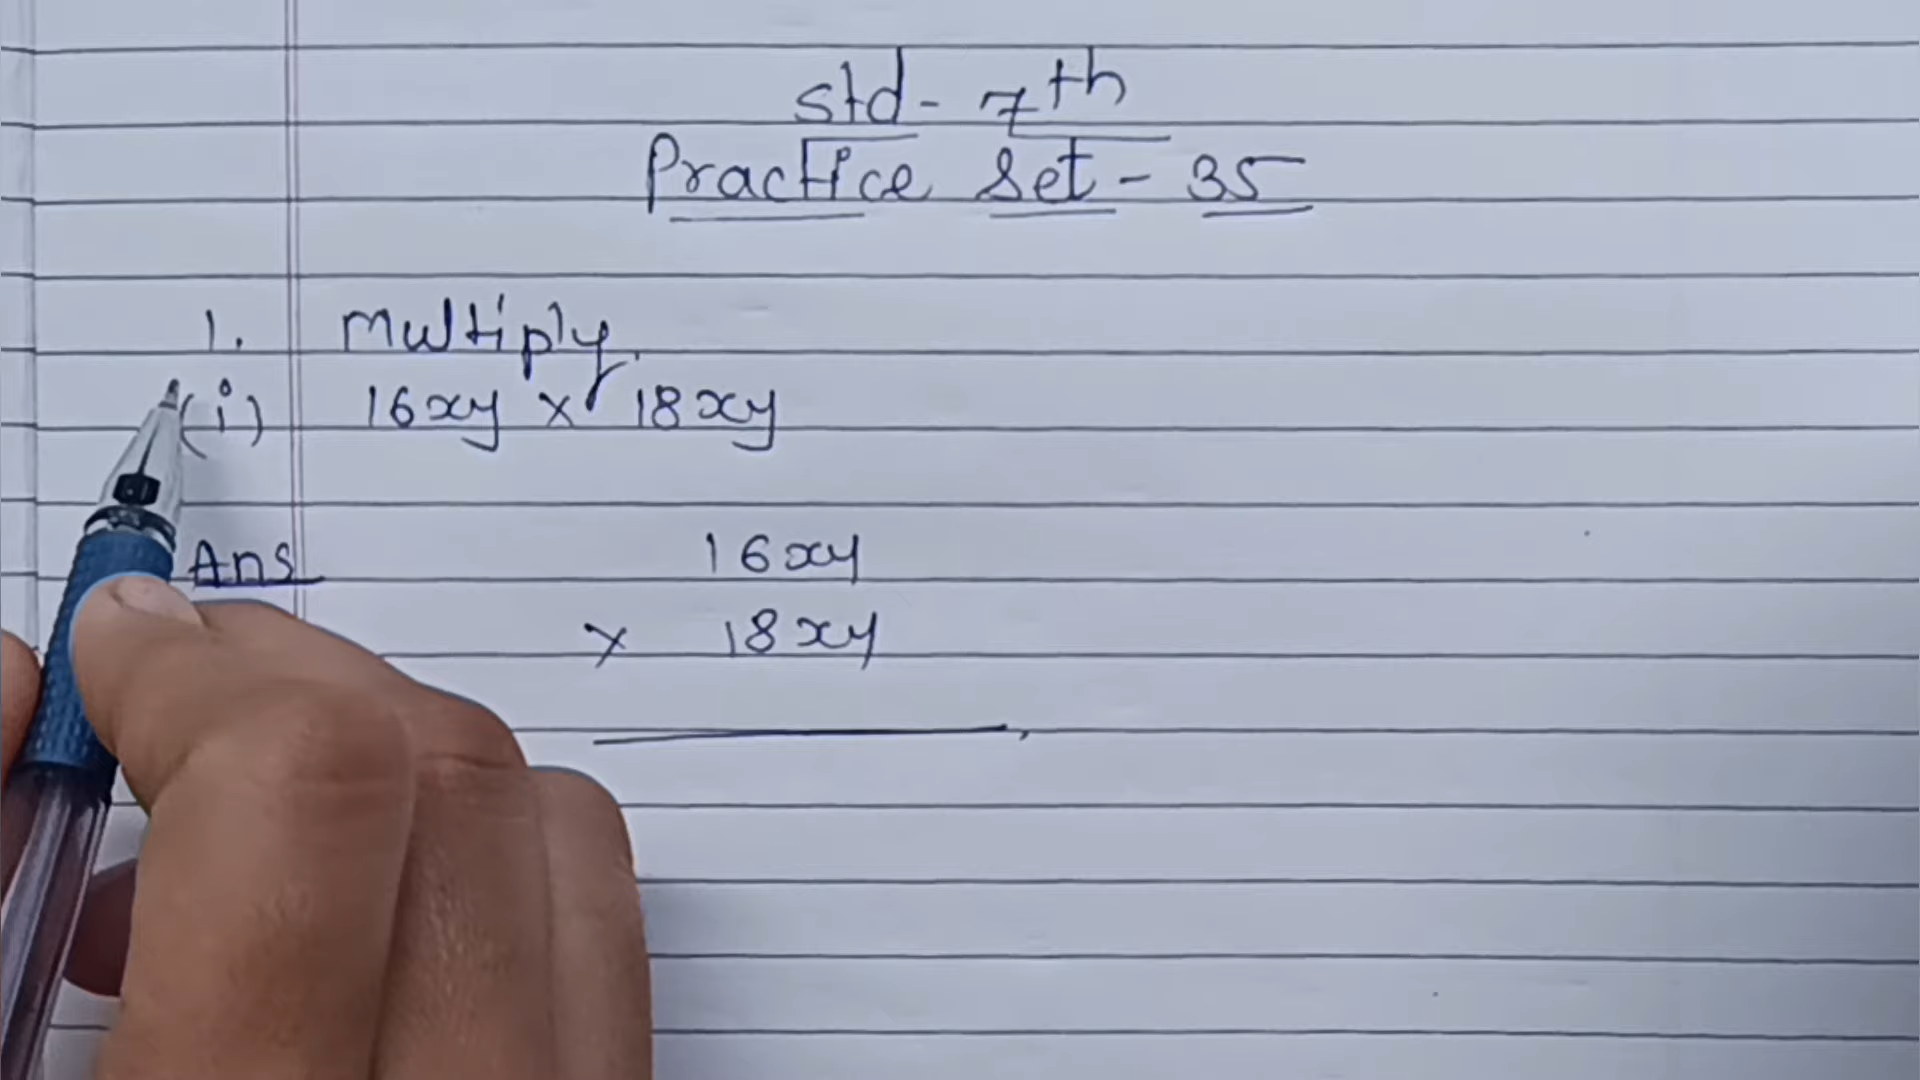 Std - 7th
Practice Set - 35
1. Multiply.
(i) 16xy × 18xy
Ans
16xy
× 18xy